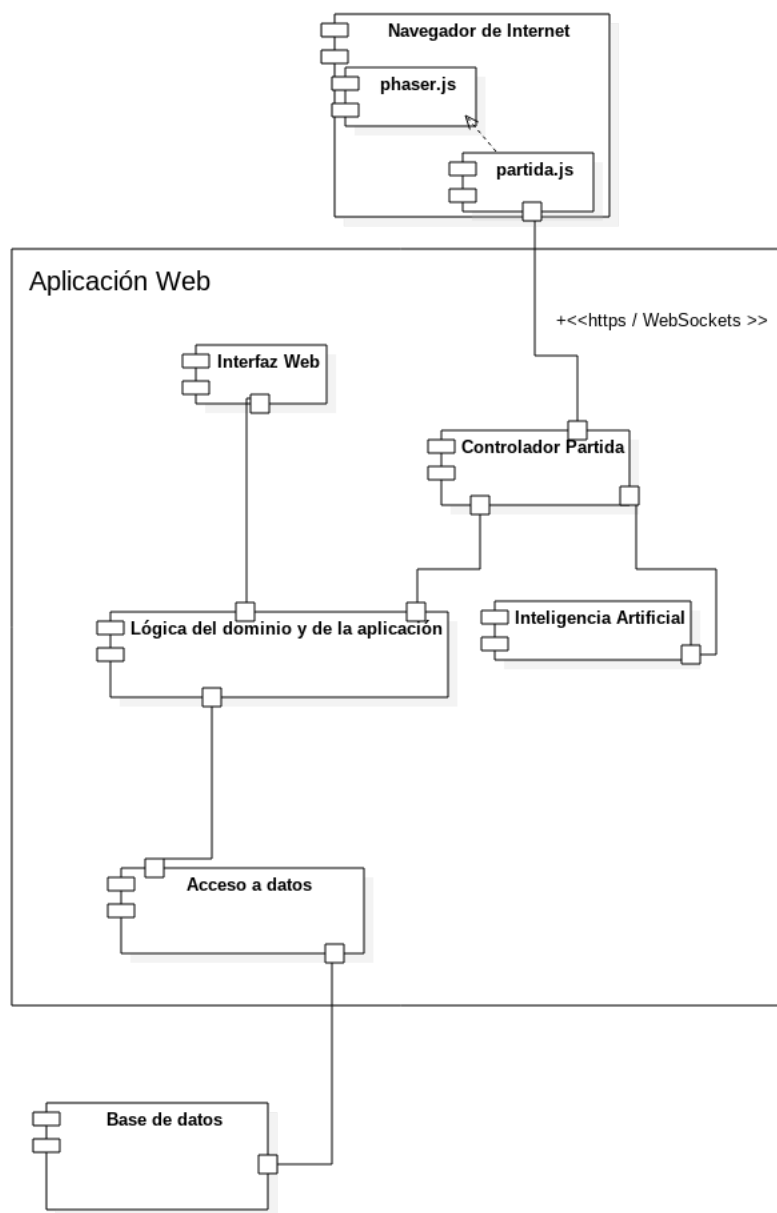 Navegador de Internet
phaser.js
partida.js
Aplicación Web
+<<https / WebSockets >>
Interfaz Web
Controlador Partida
Lógica del dominio y de la aplicación
Inteligencia Artificial
Acceso a datos
Base de datos